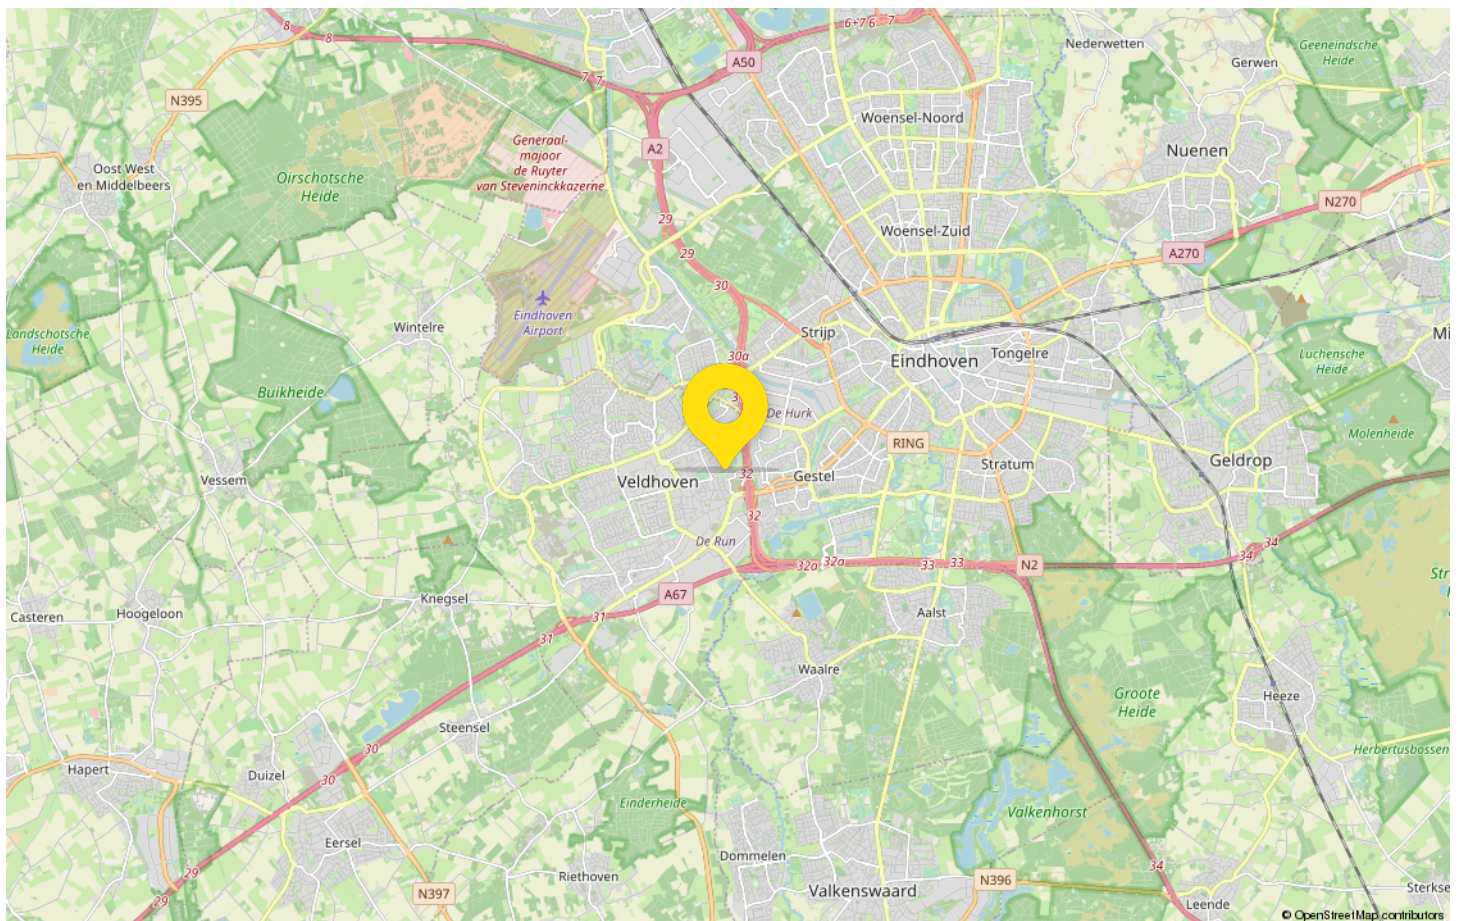 8
8
7
7
6+7
6
7
Nederwetten
Geeneindsche
Heide
Gerwen
A50
N395
Woensel-Noord
Generaal-
majoor
de Ruyter
van Steveninckkazerne
A2
Nuenen
Oost West
en Middelbeers
Oirschotsche
Heide
N270
29
Woensel-Zuid
29
A270
30
Eindhoven
Airport
Landschotsche
Heide
Wintelre
Strijp
Mi
30a
Eindhoven
Tongelre
Luchensche
Heide
Buikheide
3
De Hurk
Molenheide
RING
Geldrop
Stratum
Vessem
Veldhoven
32
Gestel
32
De Run
34
34
32a
32a
33
33
N2
Str
Casteren
Hoogeloon
Knegsel
A67
Aalst
31
31
Waalre
Groote
Heide
Heeze
Steensel
30
Herbertusbossen
Hapert
Duizel
30
Einderheide
Valkenhorst
Eersel
Dommelen
34
29
Riethoven
N396
N397
Valkenswaard
Sterkse
29
Leende
© OpenStreetMap contributors